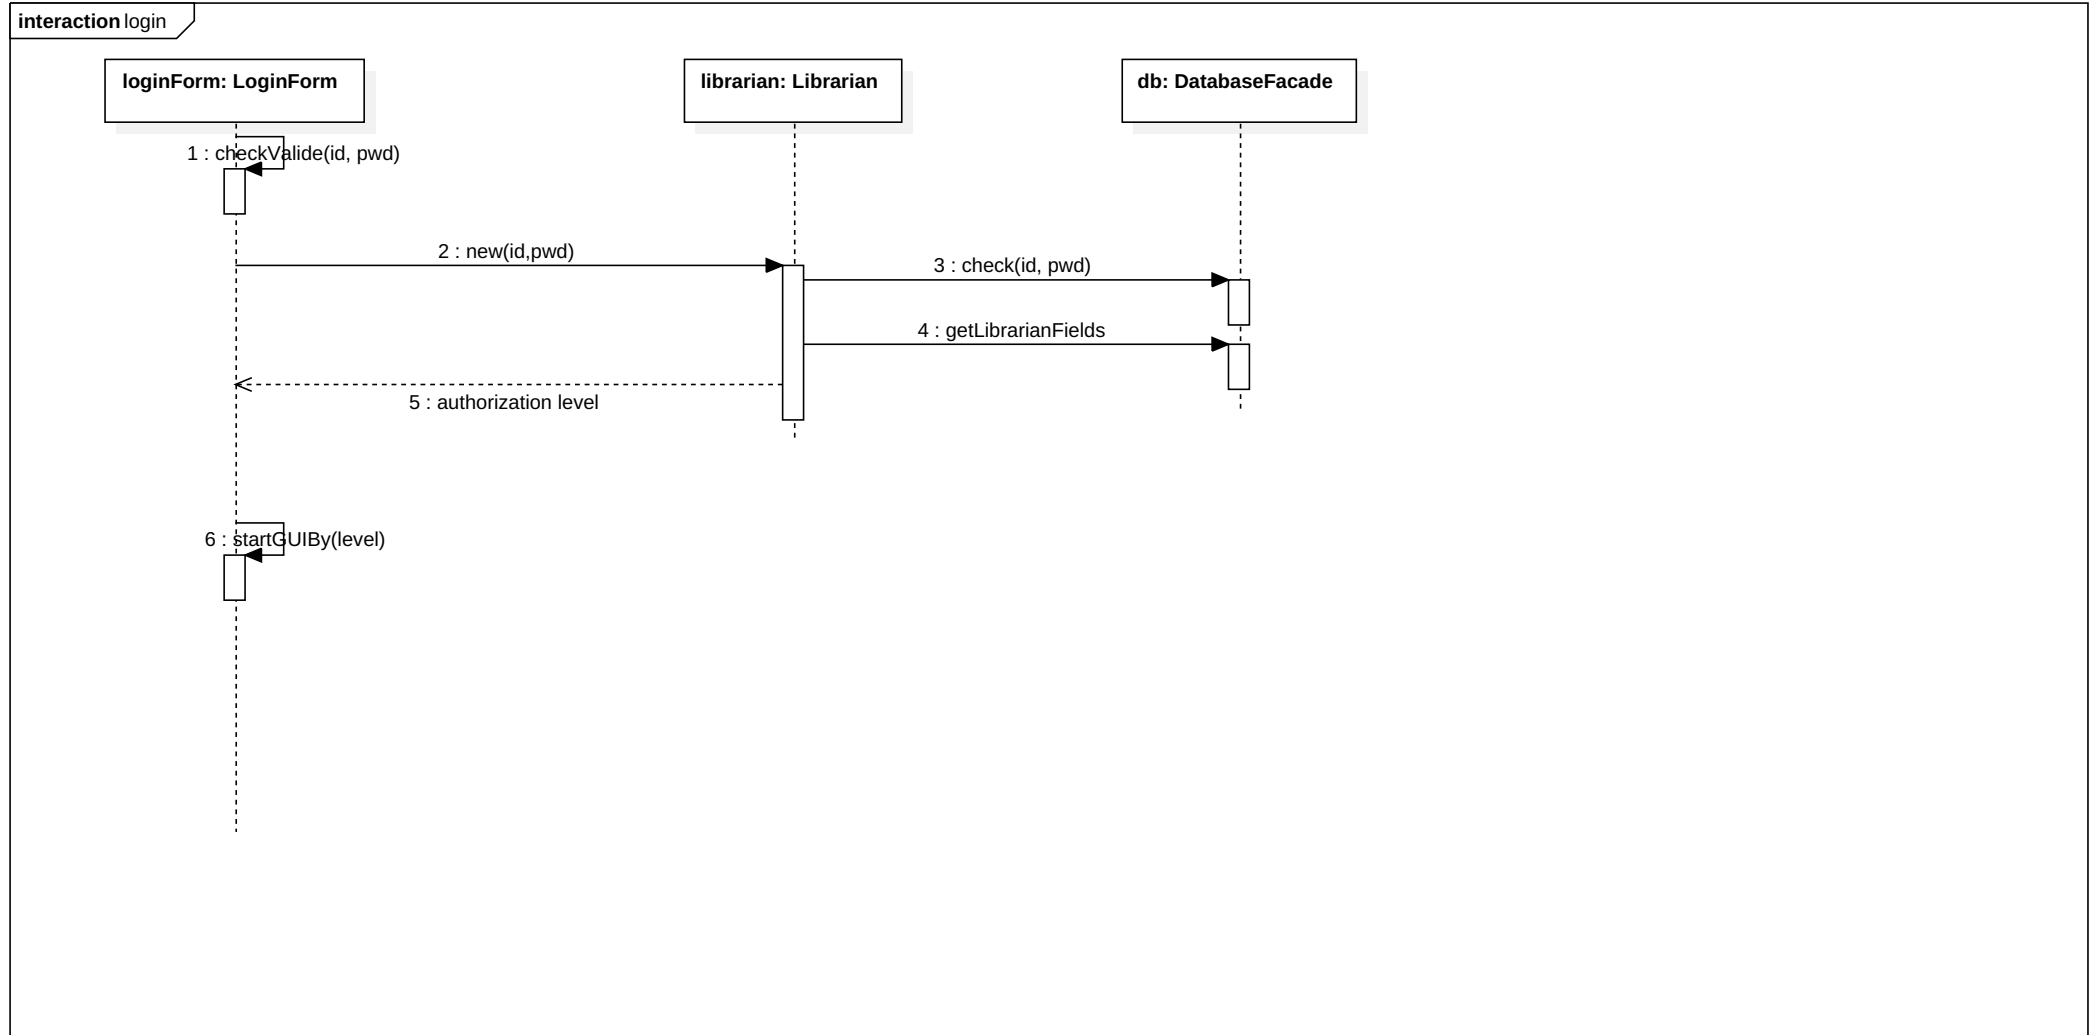 interaction login
loginForm: LoginForm
librarian: Librarian
db: DatabaseFacade
1 : checkValide(id, pwd)
2 : new(id,pwd)
3 : check(id, pwd)
4 : getLibrarianFields
5 : authorization level
6 : startGUIBy(level)